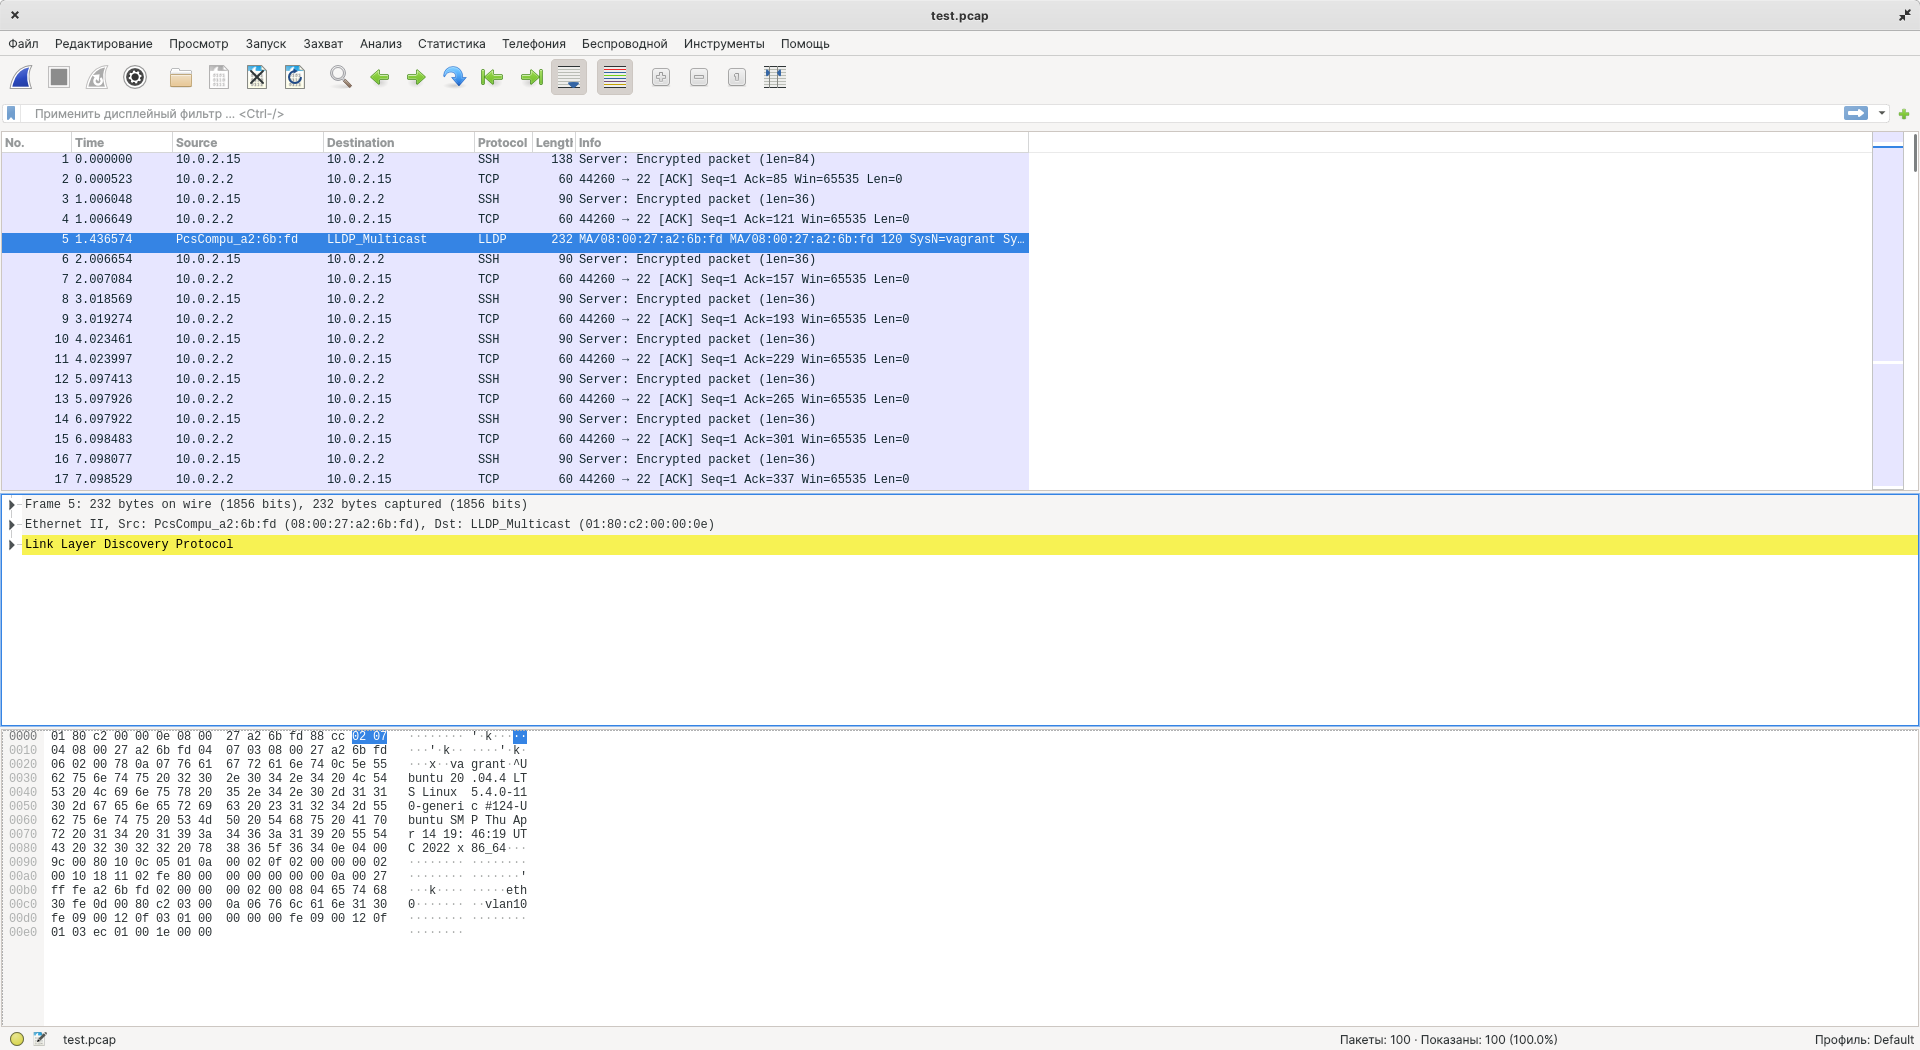 test.pcap
Файл Редактирование Просмотр Запуск Захват Анализ Статистика Телефония Беспроводной Инструменты Помощь
Применить дисплейный фильтр ... <Ctrl-/>
No. Time Source Destination Protocol Lengtl Info
1 0.000000 10.0.2.15 10.0.2.2 SSH 138 Server: Encrypted packet (len=84)
2 0.000523 10.0.2.2 10.0.2.15 TCP 60 44260 → 22 [ACK] Seq=1 Ack=85 Win=65535 Len=0
3 1.006048 10.0.2.15 10.0.2.2 SSH 90 Server: Encrypted packet (len=36)
4 1.006649 10.0.2.2 10.0.2.15 TCP 60 44260 → 22 [ACK] Seq=1 Ack=121 Win=65535 Len=0
5 1.436574 PcsCompu_a2:6b:fd LLDP_Multicast LLDP 232 MA/08:00:27:a2:6b:fd MA/08:00:27:a2:6b:fd 120 SysN=vagrant Sy…
6 2.006654 10.0.2.15 10.0.2.2 SSH 90 Server: Encrypted packet (len=36)
7 2.007084 10.0.2.2 10.0.2.15 TCP 60 44260 → 22 [ACK] Seq=1 Ack=157 Win=65535 Len=0
8 3.018569 10.0.2.15 10.0.2.2 SSH 90 Server: Encrypted packet (len=36)
9 3.019274 10.0.2.2 10.0.2.15 TCP 60 44260 → 22 [ACK] Seq=1 Ack=193 Win=65535 Len=0
10 4.023461 10.0.2.15 10.0.2.2 SSH 90 Server: Encrypted packet (len=36)
11 4.023997 10.0.2.2 10.0.2.15 TCP 60 44260 → 22 [ACK] Seq=1 Ack=229 Win=65535 Len=0
12 5.097413 10.0.2.15 10.0.2.2 SSH 90 Server: Encrypted packet (len=36)
13 5.097926 10.0.2.2 10.0.2.15 TCP 60 44260 → 22 [ACK] Seq=1 Ack=265 Win=65535 Len=0
14 6.097922 10.0.2.15 10.0.2.2 SSH 90 Server: Encrypted packet (len=36)
15 6.098483 10.0.2.2 10.0.2.15 TCP 60 44260 → 22 [ACK] Seq=1 Ack=301 Win=65535 Len=0
16 7.098077 10.0.2.15 10.0.2.2 SSH 90 Server: Encrypted packet (len=36)
17 7.098529 10.0.2.2 10.0.2.15 TCP 60 44260 → 22 [ACK] Seq=1 Ack=337 Win=65535 Len=0
Frame 5: 232 bytes on wire (1856 bits), 232 bytes captured (1856 bits)
Ethernet II, Src: PcsCompu_a2:6b:fd (08:00:27:a2:6b:fd), Dst: LLDP_Multicast (01:80:c2:00:00:0e)
Link Layer Discovery Protocol
0000 01 80 c2 00 00 0e 08 00 27 a2 6b fd 88 cc 02 07 ········ '·k·····
0010 04 08 00 27 a2 6b fd 04 07 03 08 00 27 a2 6b fd ···'·k·· ····'·k·
0020 06 02 00 78 0a 07 76 61 67 72 61 6e 74 0c 5e 55 ···x··va grant·^U
0030 62 75 6e 74 75 20 32 30 2e 30 34 2e 34 20 4c 54 buntu 20 .04.4 LT
0040 53 20 4c 69 6e 75 78 20 35 2e 34 2e 30 2d 31 31 S Linux 5.4.0-11
0050 30 2d 67 65 6e 65 72 69 63 20 23 31 32 34 2d 55 0-generi c #124-U
0060 62 75 6e 74 75 20 53 4d 50 20 54 68 75 20 41 70 buntu SM P Thu Ap
0070 72 20 31 34 20 31 39 3a 34 36 3a 31 39 20 55 54 r 14 19: 46:19 UT
0080 43 20 32 30 32 32 20 78 38 36 5f 36 34 0e 04 00 C 2022 x 86_64···
0090 9c 00 80 10 0c 05 01 0a 00 02 0f 02 00 00 00 02 ········ ········
00a0 00 10 18 11 02 fe 80 00 00 00 00 00 00 0a 00 27 ········ ·······'
00b0 ff fe a2 6b fd 02 00 00 00 02 00 08 04 65 74 68 ···k···· ·····eth
00c0 30 fe 0d 00 80 c2 03 00 0a 06 76 6c 61 6e 31 30 0······· ··vlan10
00d0 fe 09 00 12 0f 03 01 00 00 00 00 fe 09 00 12 0f ········ ········
00e0 01 03 ec 01 00 1e 00 00 ········
test.pcap Пакеты: 100 · Показаны: 100 (100.0%) Профиль: Default